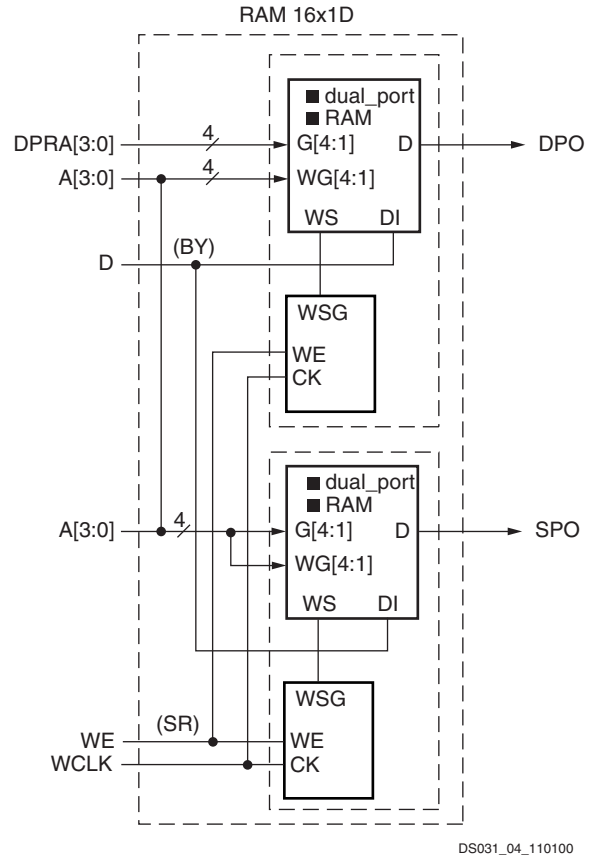 RAM 16x1D
dual_port
RAM
DPRA[3:0] 4 G[4:1] D DPO
A[3:0] 4 WG[4:1]
WS DI
D (BY)
WSG
WE
CK
dual_port
RAM
A[3:0] 4 G[4:1] D SPO
WG[4:1]
WS DI
WSG
WE (SR) WE
WCLK CK
DS031_04_110100